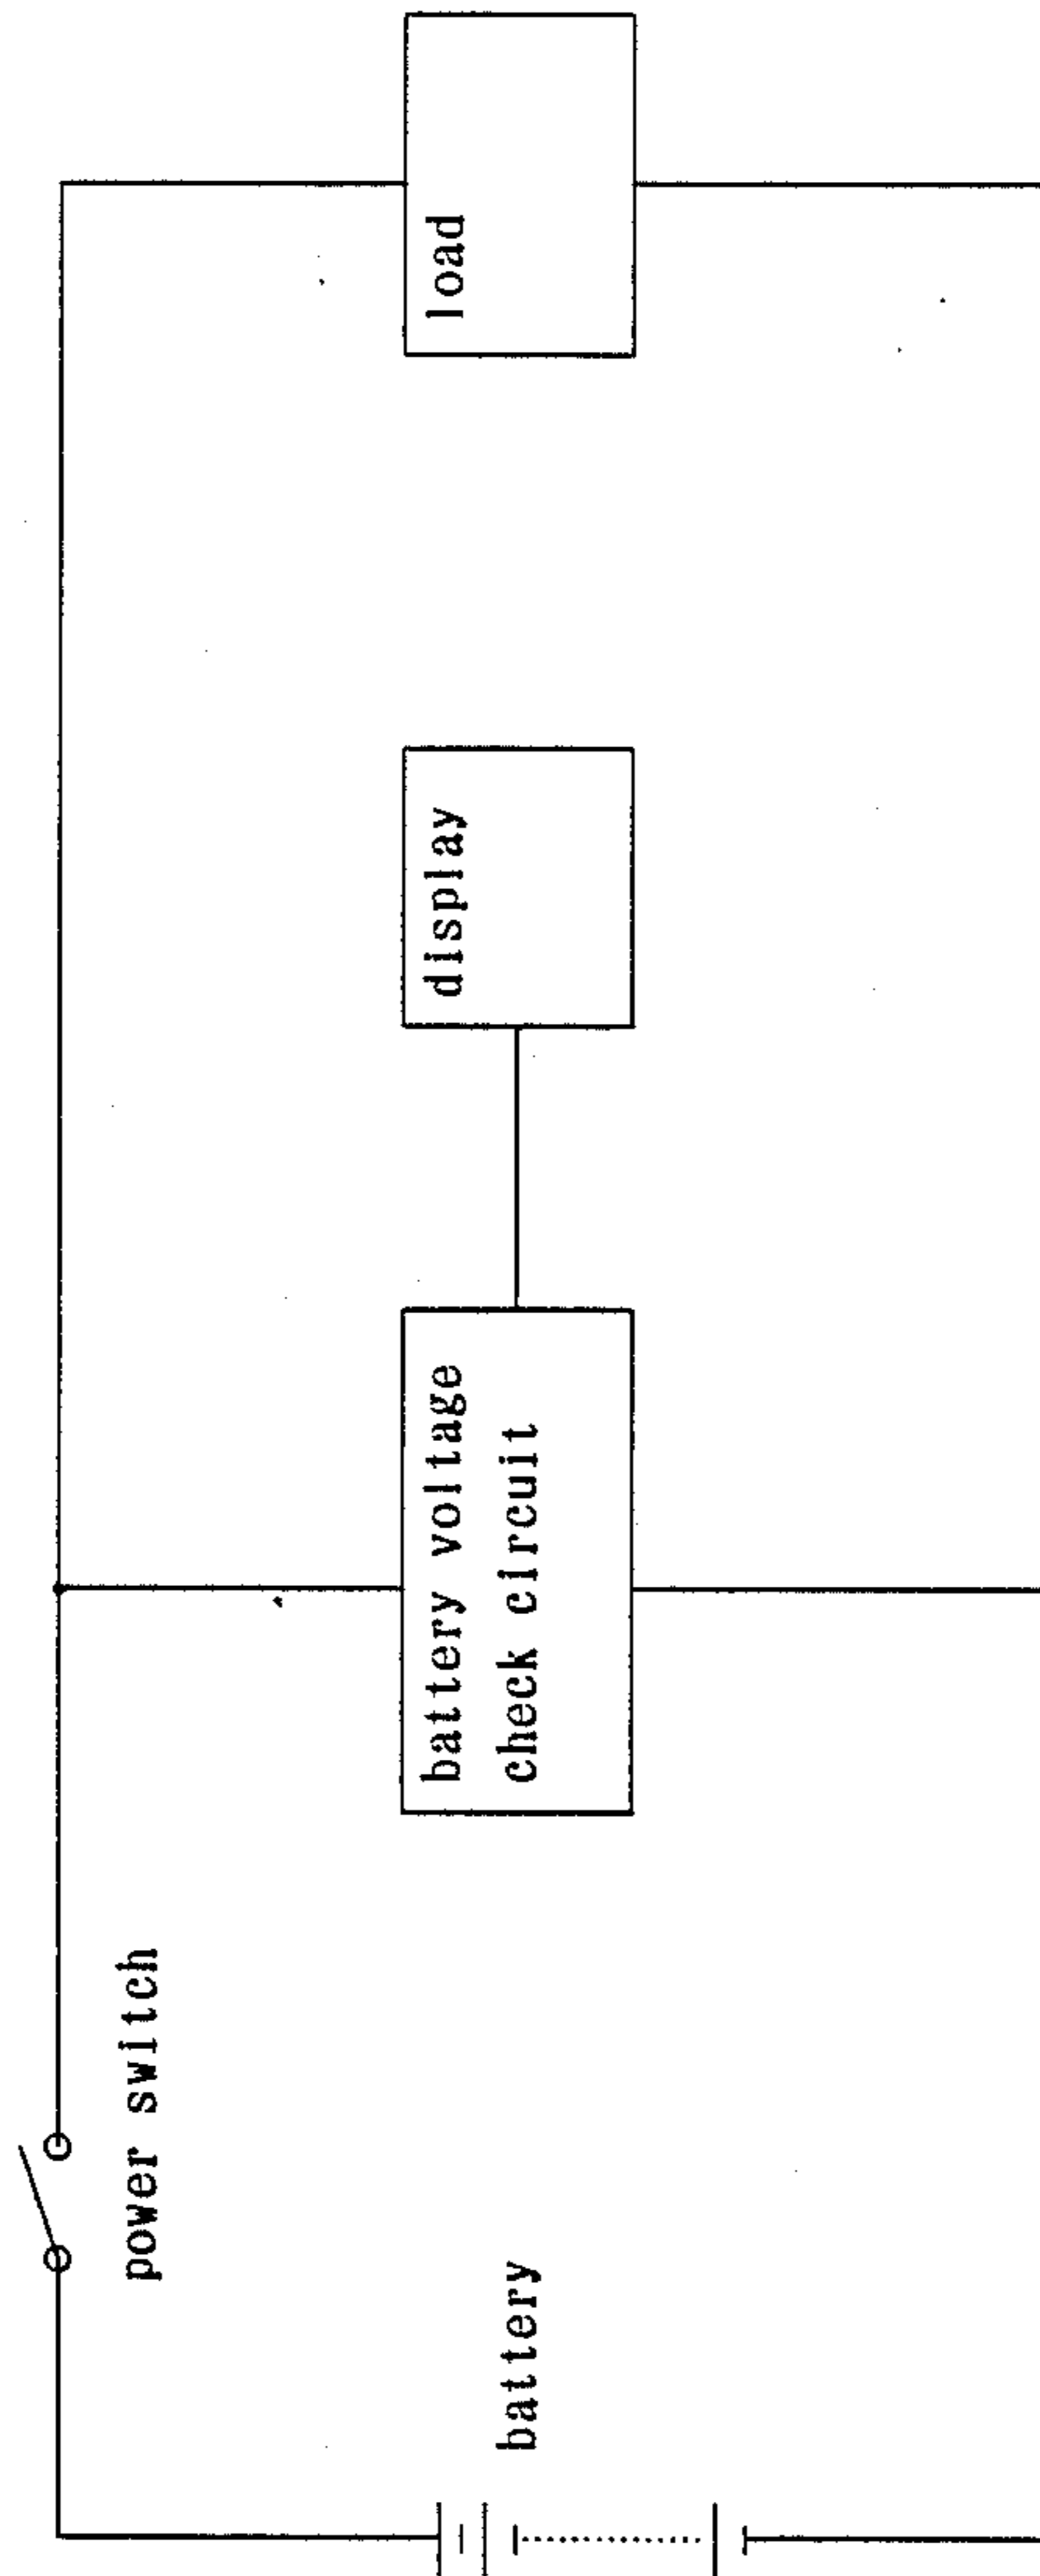 power switch
battery
battery voltage
check circuit
display
load